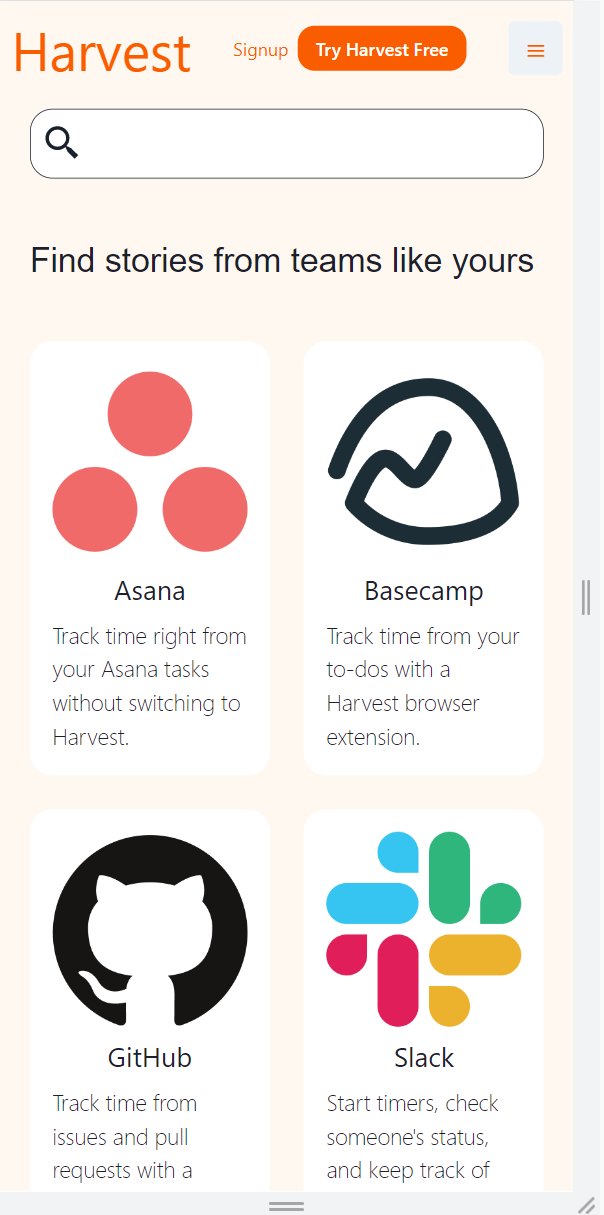 Harvest
Signup
Try Harvest Free
Find stories from teams like yours
Asana
Track time right from
your Asana tasks
without switching to
Harvest.
Basecamp
Track time from your
to-dos with a
Harvest browser
extension.
GitHub
Track time from
issues and pull
requests with a
Slack
Start timers, check
someone's status,
and keep track of